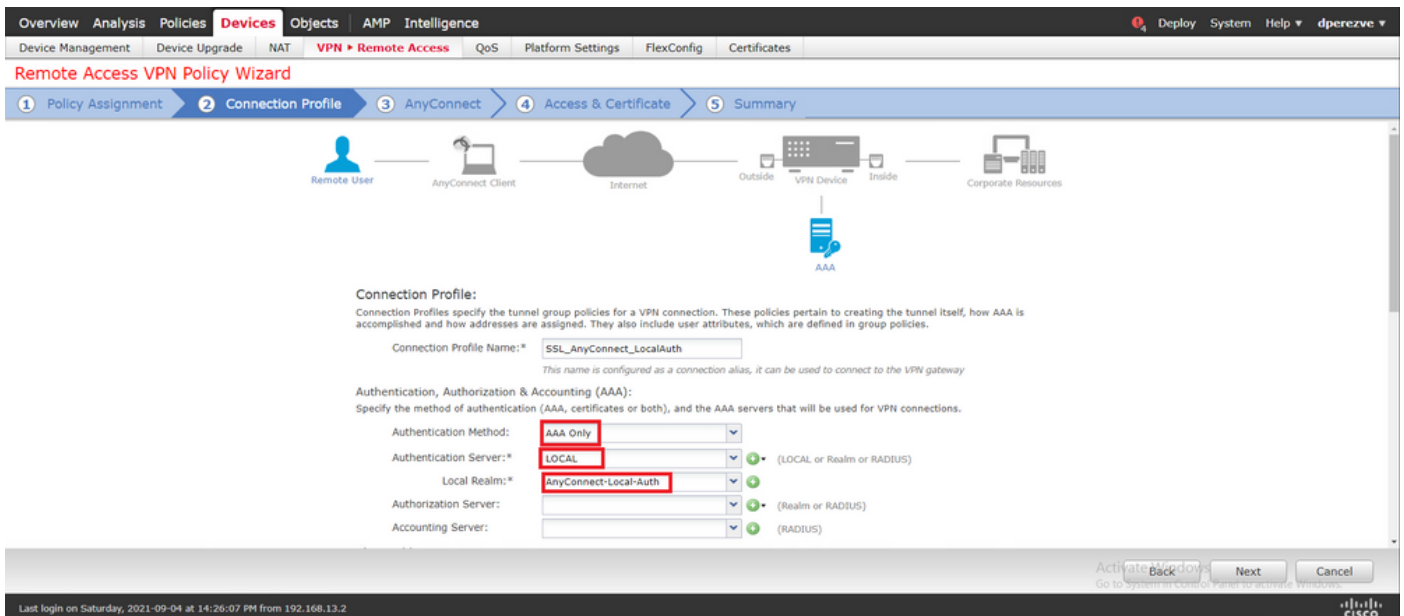 Overview Analysis Policies Devices Objects AMP Intelligence 4 Deploy System Help dperezve
Device Management Device Upgrade NAT VPN ▸ Remote Access QoS Platform Settings FlexConfig Certificates
Remote Access VPN Policy Wizard
1 Policy Assignment 2 Connection Profile 3 AnyConnect 4 Access & Certificate 5 Summary
Remote User AnyConnect Client Internet Outside VPN Device Inside Corporate Resources
AAA
Connection Profile:
Connection Profiles specify the tunnel group policies for a VPN connection. These policies pertain to creating the tunnel itself, how AAA is
accomplished and how addresses are assigned. They also include user attributes, which are defined in group policies.
Connection Profile Name:* SSL_AnyConnect_LocalAuth
This name is configured as a connection alias, it can be used to connect to the VPN gateway
Authentication, Authorization & Accounting (AAA):
Specify the method of authentication (AAA, certificates or both), and the AAA servers that will be used for VPN connections.
Authentication Method: AAA Only
Authentication Server:* LOCAL (LOCAL or Realm or RADIUS)
Local Realm:* AnyConnect-Local-Auth
Authorization Server: (Realm or RADIUS)
Accounting Server: (RADIUS)
Activate Windows
Back Next Cancel
Go to System in Control Panel to activate Windows.
Last login on Saturday, 2021-09-04 at 14:26:07 PM from 192.168.13.2
CISCO